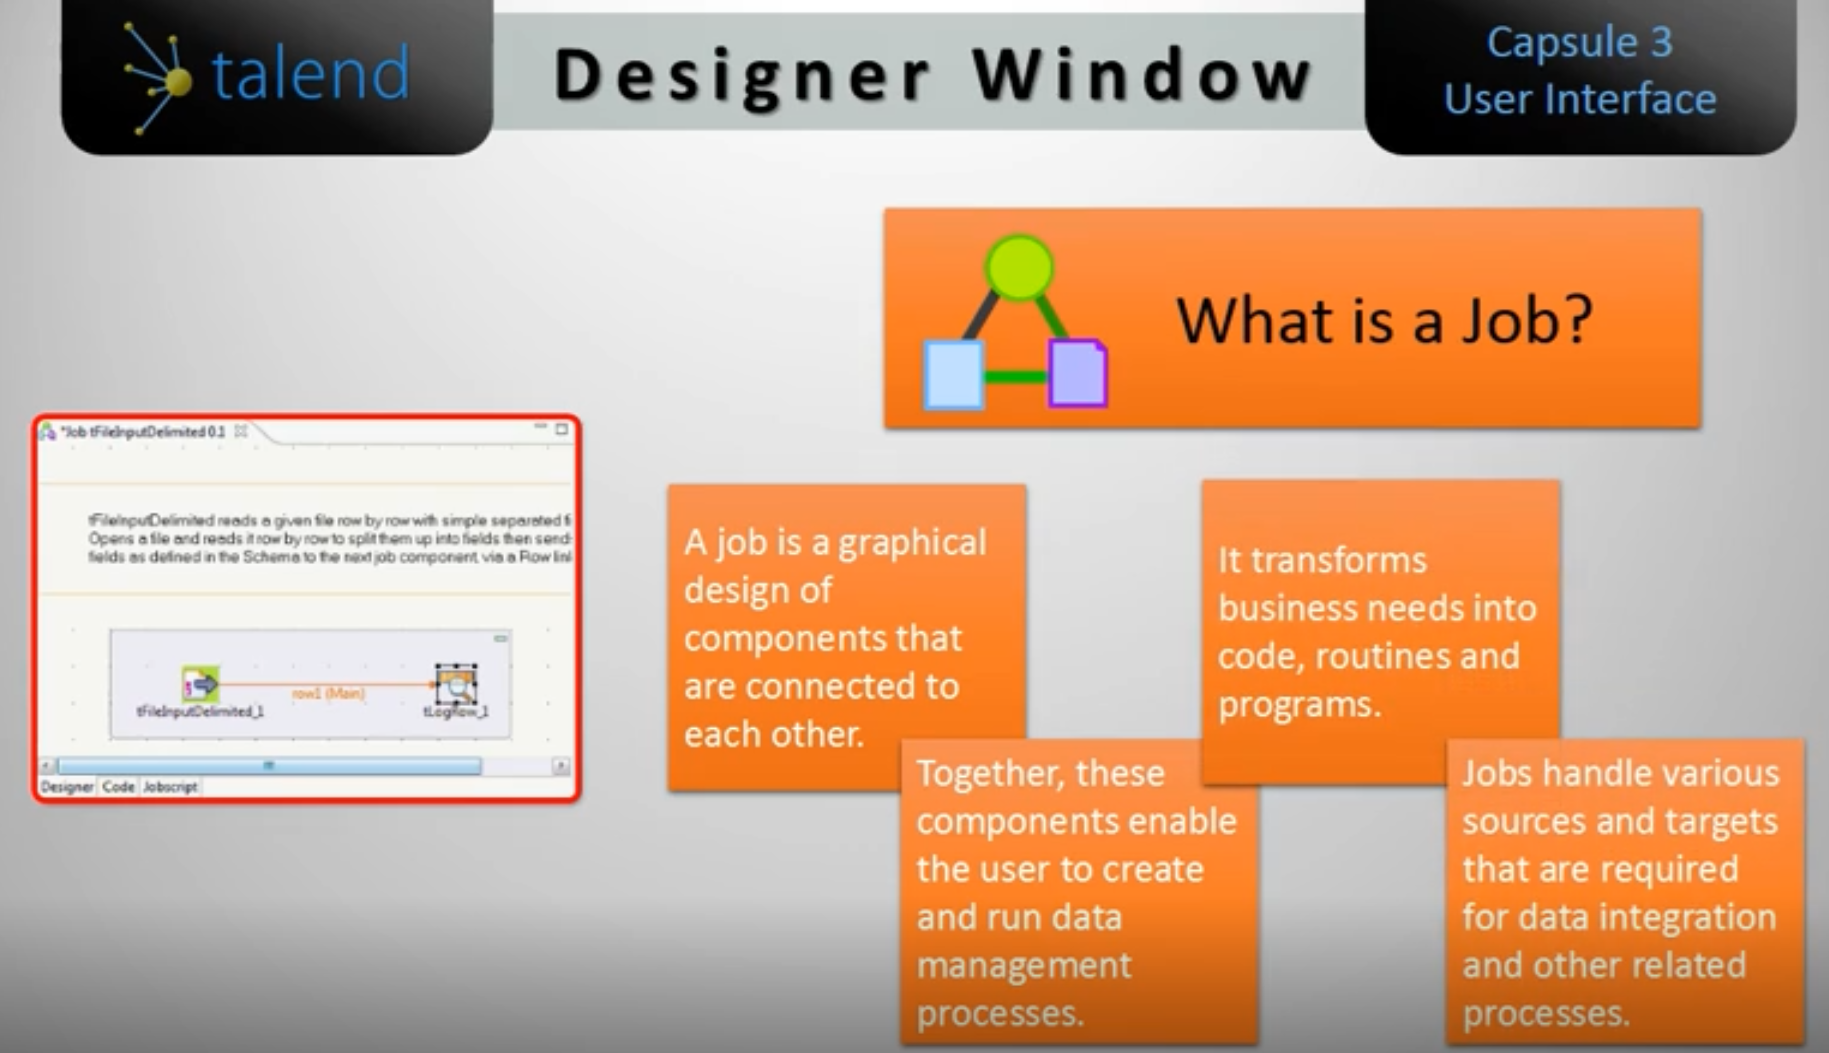 talend
Designer Window
Capsule 3
User Interface
What is a Job?
*Job tFileInputDelimited 0.1
tFileInputDelimited reads a given file row by row with simple separated fi
Opens a file and reads it row by row to split them up into fields then send
fields as defined in the Schema to the next job component, via a Row link
row1 (Main)
tFileInputDelimited_1
tLogRow_1
Designer Code Jobscript
A job is a graphical
design of
components that
are connected to
each other.
Together, these
components enable
the user to create
and run data
management
processes.
It transforms
business needs into
code, routines and
programs.
Jobs handle various
sources and targets
that are required
for data integration
and other related
processes.